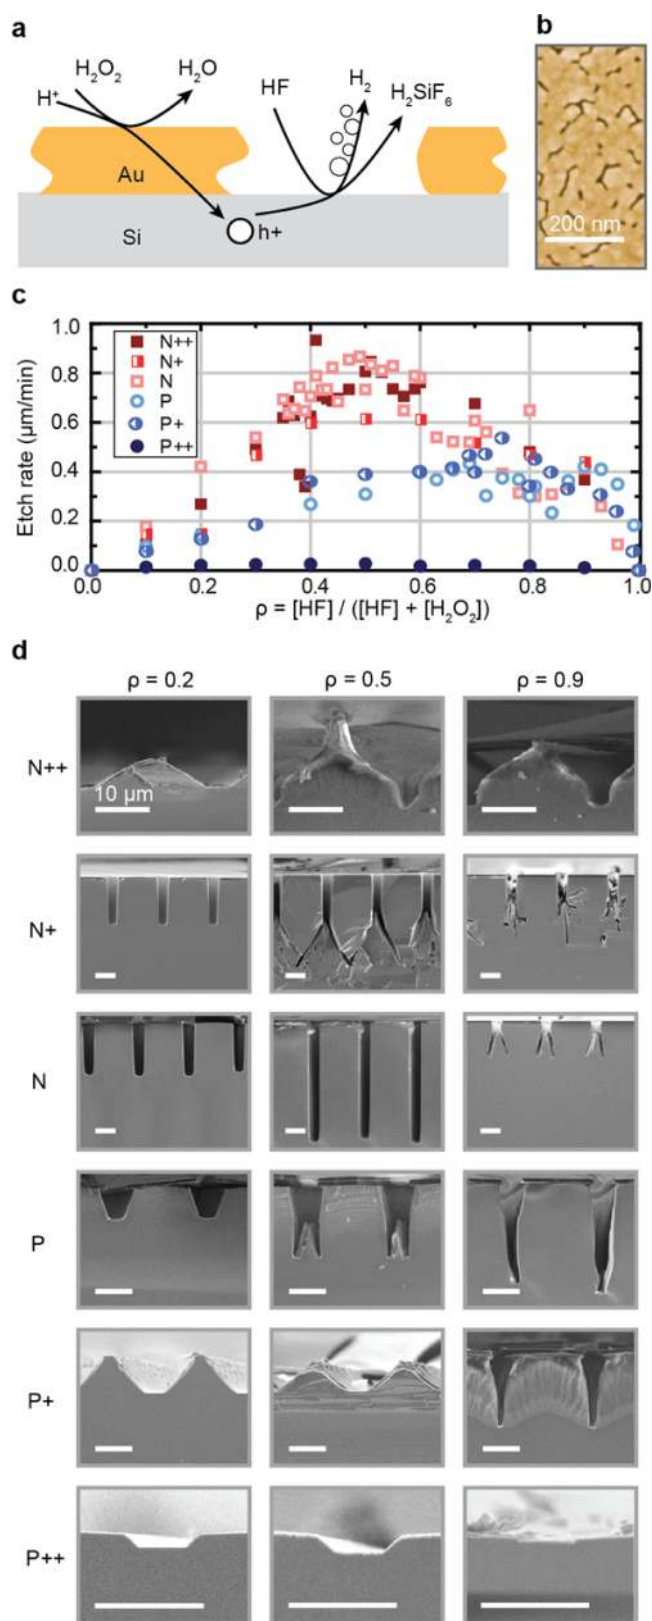 a
b
H₂O₂
H₂O
H⁺
HF
H₂
H₂SiF₆
Au
Si
h+
200 nm
c
1.0
0.8
0.6
0.4
0.2
0.0
Etch rate (µm/min)
N++
N+
N
P
P+
P++
0.0 0.2 0.4 0.6 0.8 1.0
ρ = [HF] / ([HF] + [H₂O₂])
d
ρ = 0.2 ρ = 0.5 ρ = 0.9
N++
10 µm
N+
N
P
P+
P++